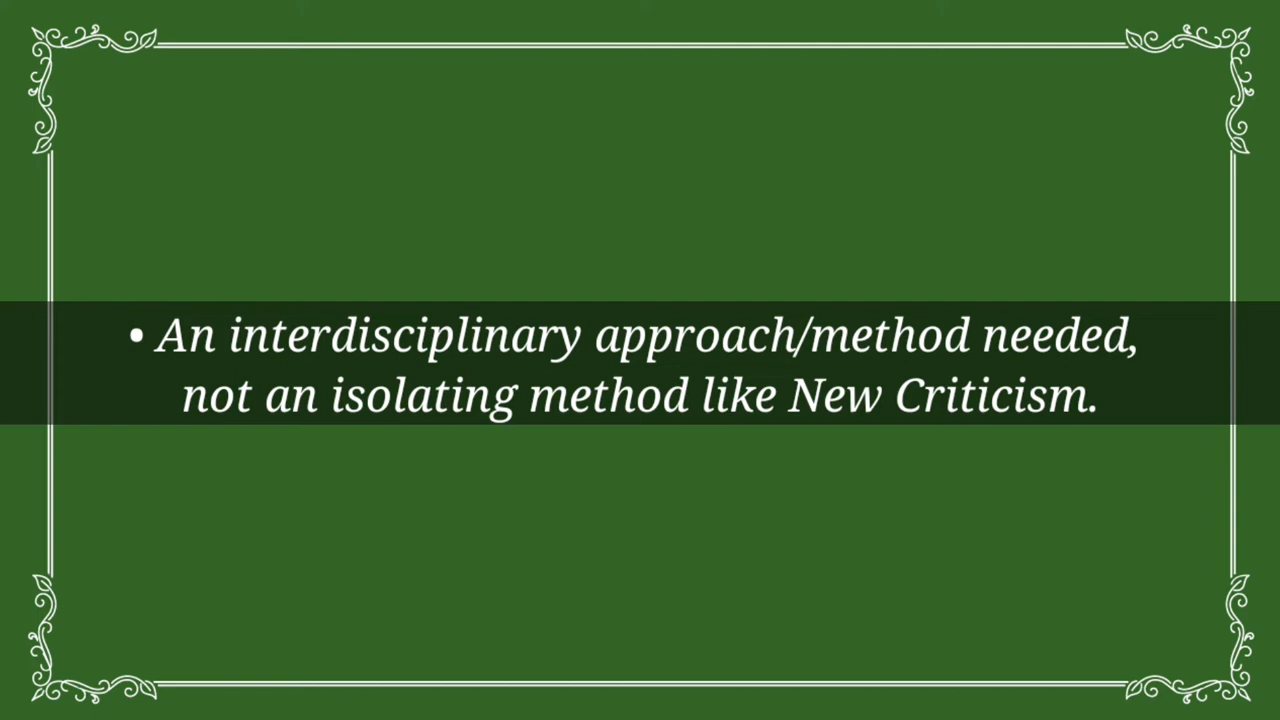 • An interdisciplinary approach/method needed,
not an isolating method like New Criticism.